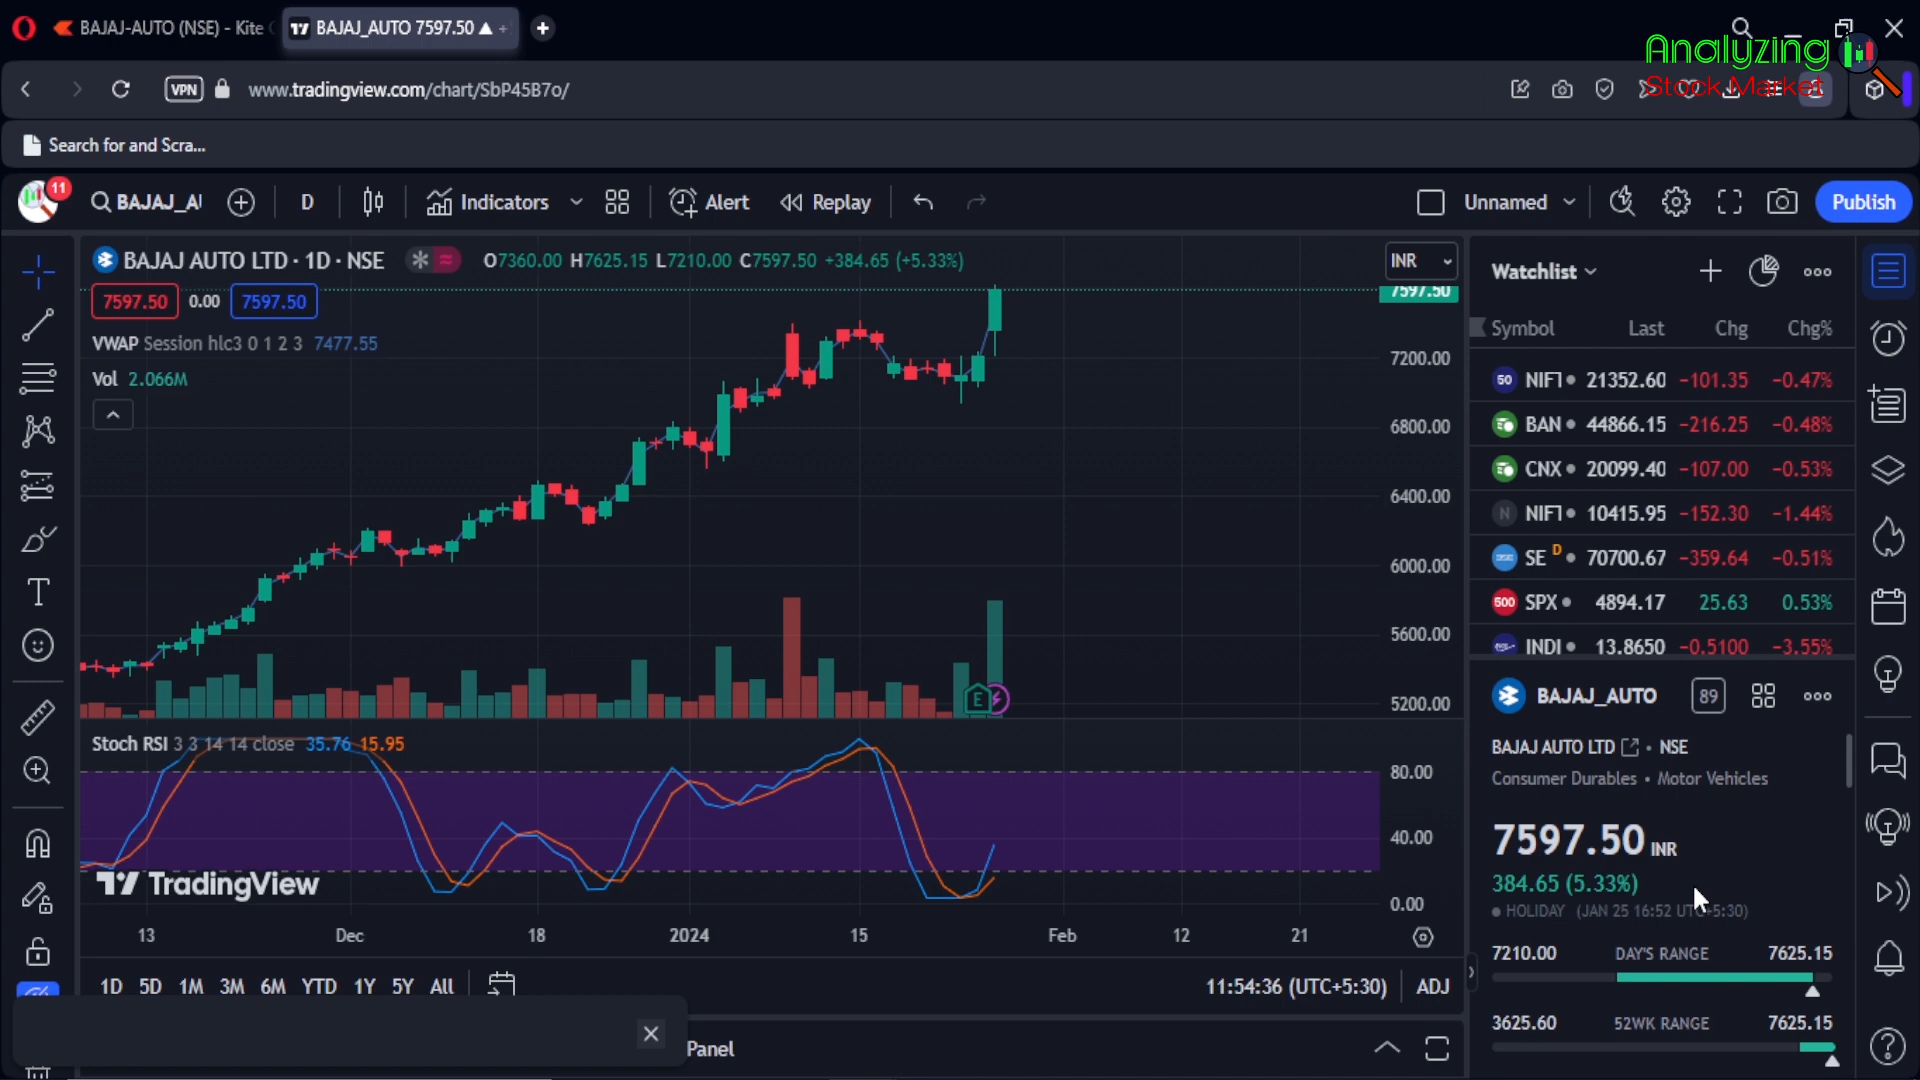 BAJAJ-AUTO (NSE) - Kite
BAJAJ_AUTO 7597.50 ▲
Analyzing
Stock Market
VPN
www.tradingview.com/chart/SbP45B7o/
Search for and Scra...
11
BAJAJ_AU
D
Indicators
Alert
Replay
Unnamed
Publish
BAJAJ AUTO LTD · 1D · NSE
O7360.00 H7625.15 L7210.00 C7597.50 +384.65 (+5.33%)
INR
7597.50
0.00
7597.50
7597.50
VWAP Session hlc3 0 1 2 3 7477.55
Vol 2.066M
7200.00
6800.00
6400.00
6000.00
5600.00
5200.00
E
Stoch RSI 3 3 14 14 close 35.76 15.95
80.00
40.00
0.00
TradingView
13
Dec
18
2024
15
Feb
12
21
1D 5D 1M 3M 6M YTD 1Y 5Y All
11:54:36 (UTC+5:30)
ADJ
Panel
Watchlist
Symbol Last Chg Chg%
50 NIFT 21352.60 −101.35 −0.47%
BAN 44866.15 −216.25 −0.48%
CNX 20099.40 −107.00 −0.53%
N NIFT 10415.95 −152.30 −1.44%
SE D 70700.67 −359.64 −0.51%
500 SPX 4894.17 25.63 0.53%
INDI 13.8650 −0.5100 −3.55%
BAJAJ_AUTO 89
BAJAJ AUTO LTD · NSE
Consumer Durables · Motor Vehicles
7597.50 INR
384.65 (5.33%)
HOLIDAY (JAN 25 16:52 UTC+5:30)
7210.00 DAY'S RANGE 7625.15
3625.60 52WK RANGE 7625.15